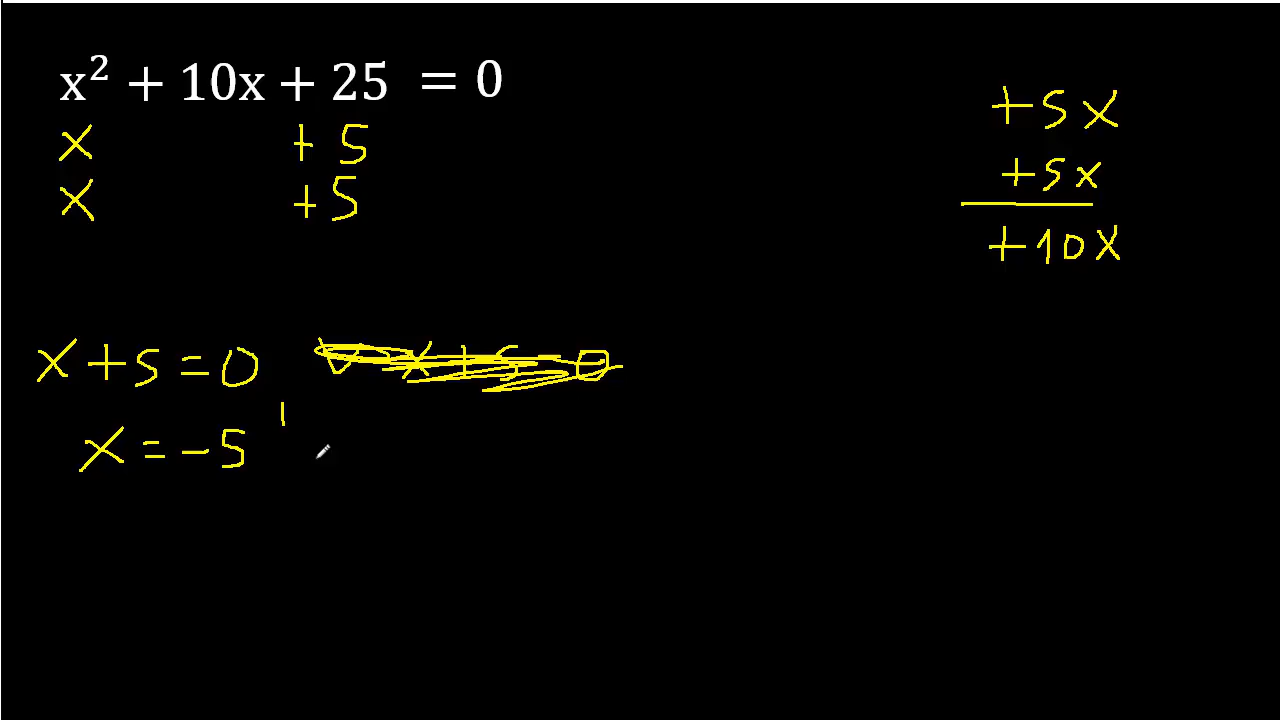 x² + 10x + 25 = 0
x + 5
x + 5
+5x
+5x
+10x
x+5=0
x=-5